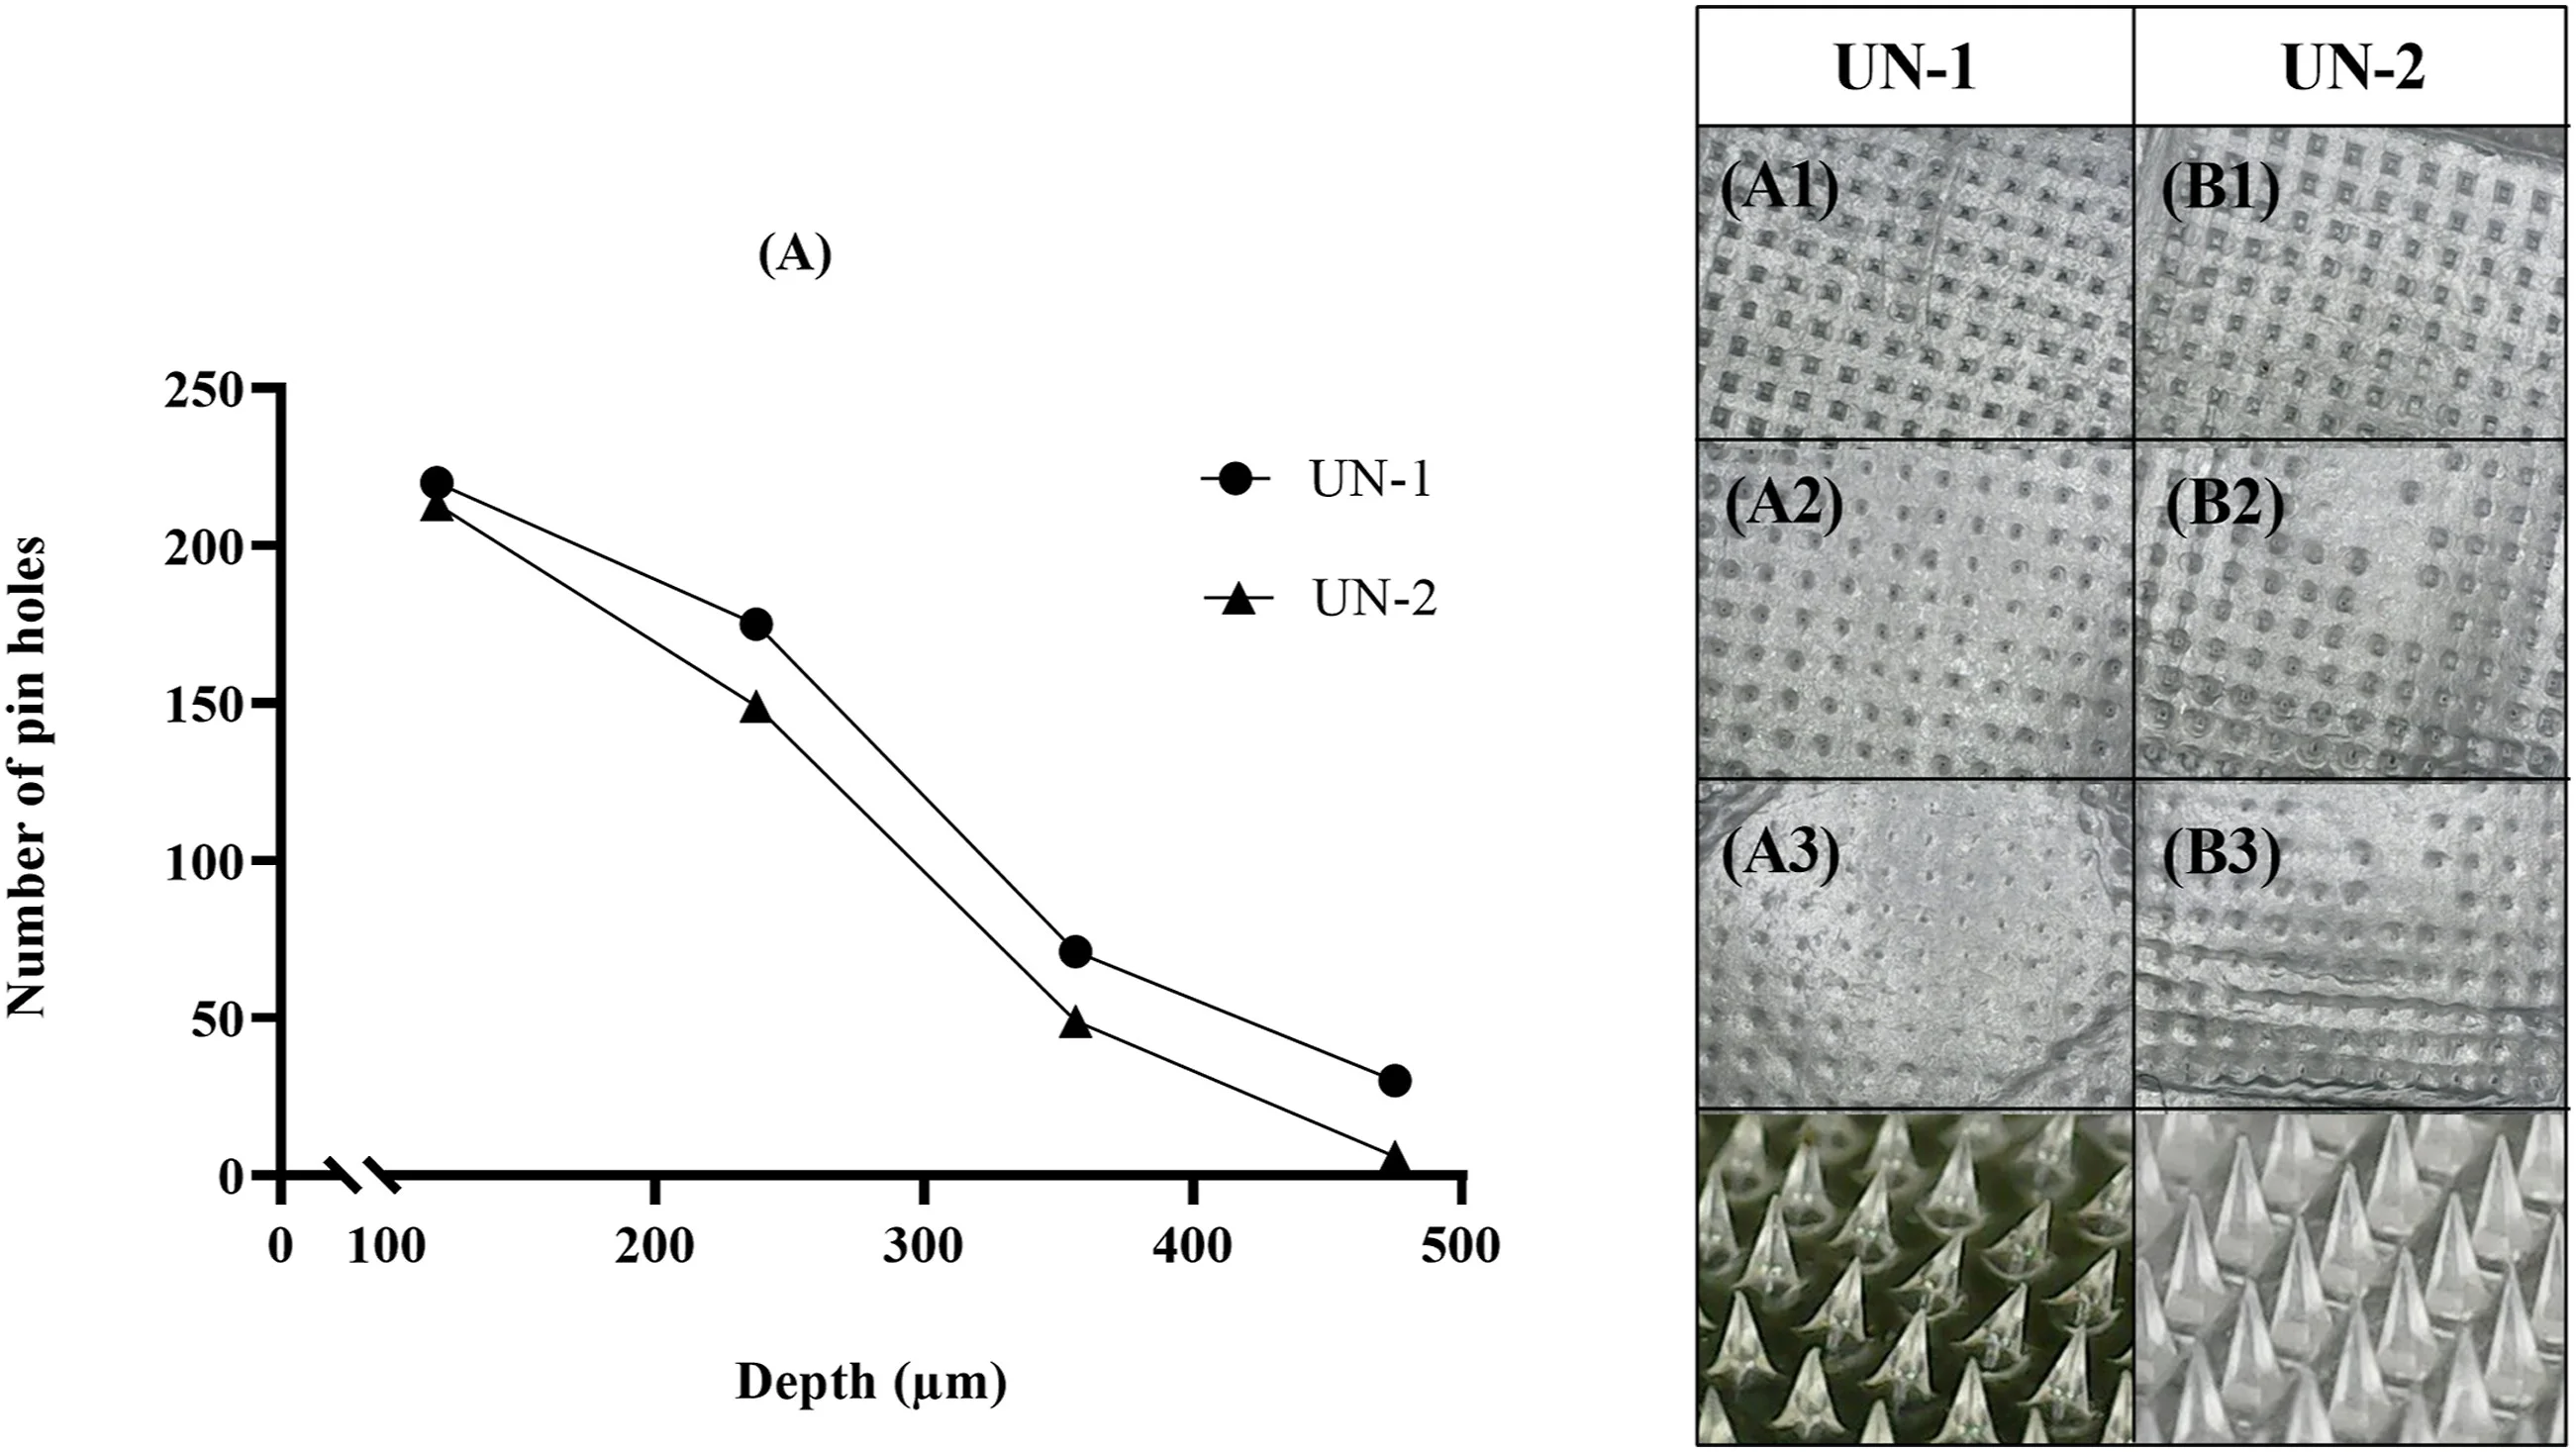 (A)
250
200
150
100
50
0
0 100 200 300 400 500
Number of pin holes
Depth (µm)
UN-1
UN-2
UN-1 UN-2
(A1) (B1)
(A2) (B2)
(A3) (B3)